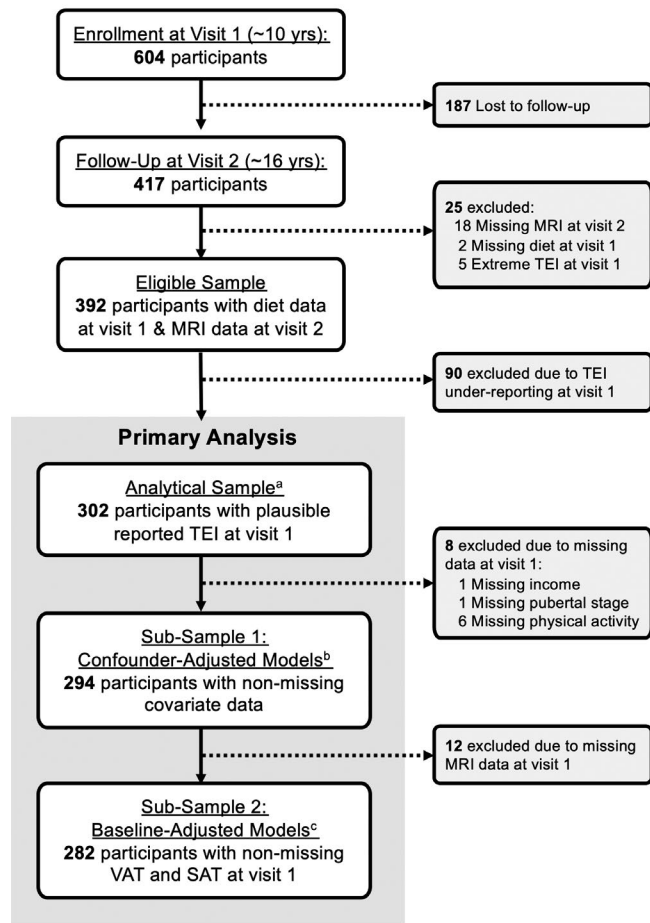 Enrollment at Visit 1 (~10 yrs):
604 participants
187 Lost to follow-up
Follow-Up at Visit 2 (~16 yrs):
417 participants
25 excluded:
18 Missing MRI at visit 2
2 Missing diet at visit 1
5 Extreme TEI at visit 1
Eligible Sample
392 participants with diet data
at visit 1 & MRI data at visit 2
90 excluded due to TEI
under-reporting at visit 1
Primary Analysis
Analytical Sampleᵃ
302 participants with plausible
reported TEI at visit 1
8 excluded due to missing
data at visit 1:
1 Missing income
1 Missing pubertal stage
6 Missing physical activity
Sub-Sample 1:
Confounder-Adjusted Modelsᵇ
294 participants with non-missing
covariate data
12 excluded due to missing
MRI data at visit 1
Sub-Sample 2:
Baseline-Adjusted Modelsᶜ
282 participants with non-missing
VAT and SAT at visit 1